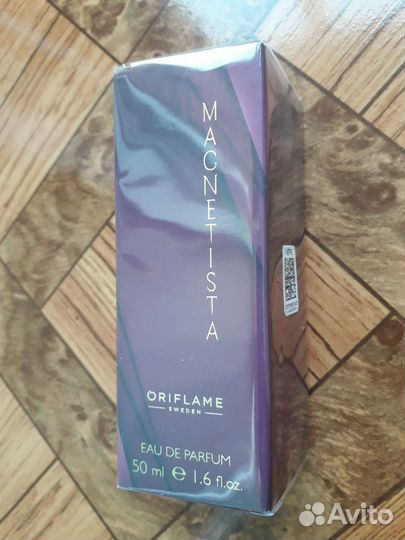 MAGNETISTA
ORIFLAME
SWEDEN
EAU DE PARFUM
50 ml e 1.6 fl.oz.
Avito